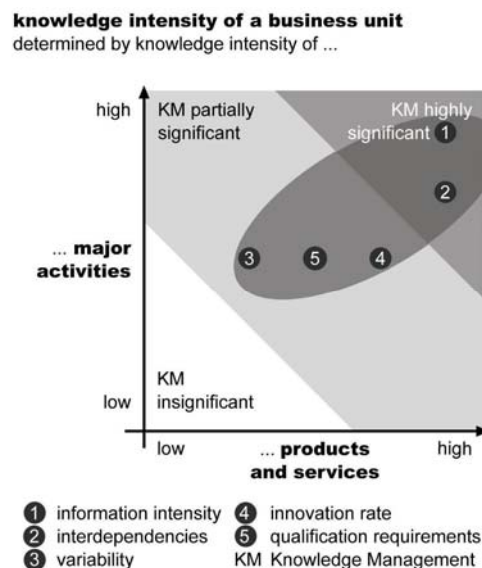 knowledge intensity of a business unit
determined by knowledge intensity of ...
high
KM partially
significant
KM highly
significant
1
2
... major
activities
3
5
4
KM
insignificant
low
low
... products
and services
high
1 information intensity
2 interdependencies
3 variability
4 innovation rate
5 qualification requirements
KM Knowledge Management